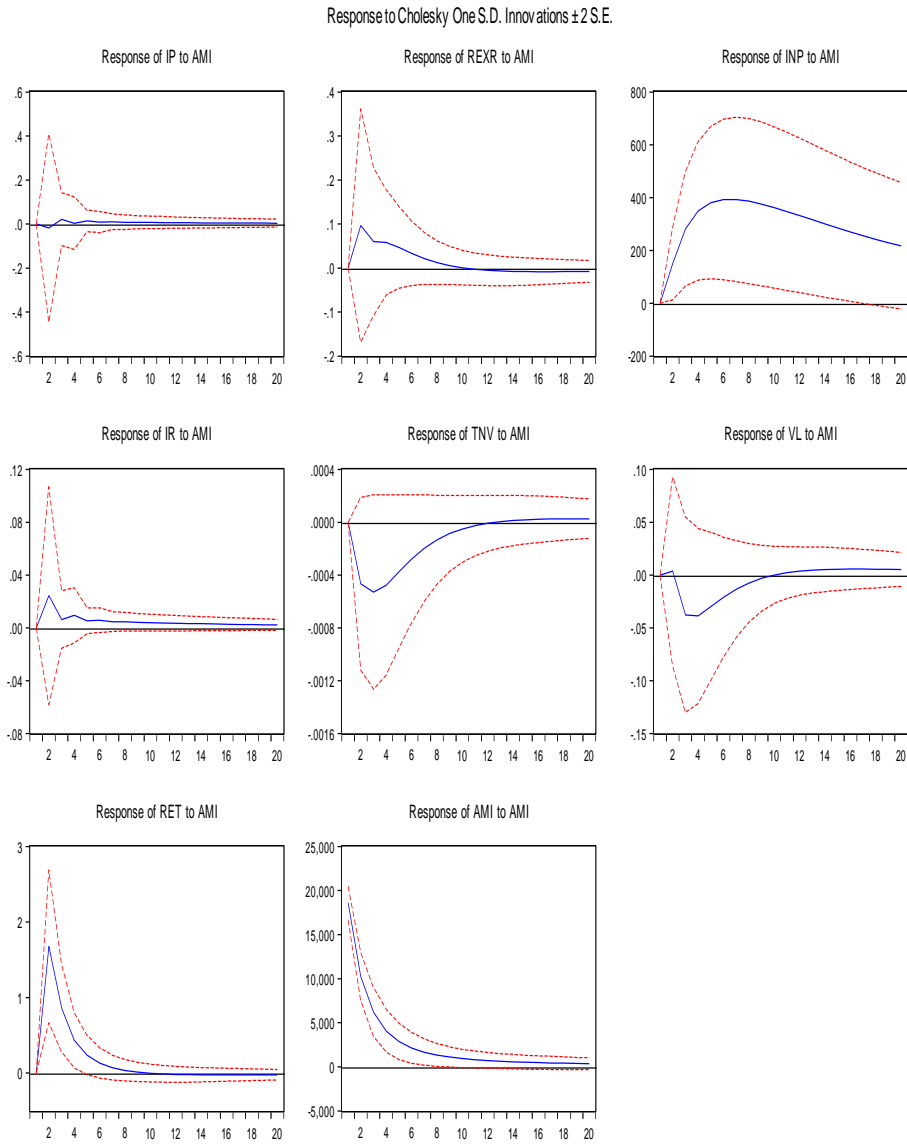 Response to Cholesky One S.D. Innovations ± 2 S.E.
Response of IP to AMI
.6
.4
.2
.0
-.2
-.4
-.6
2 4 6 8 10 12 14 16 18 20
Response of REXR to AMI
.4
.3
.2
.1
.0
-.1
-.2
2 4 6 8 10 12 14 16 18 20
Response of INP to AMI
800
600
400
200
0
-200
2 4 6 8 10 12 14 16 18 20
Response of IR to AMI
.12
.08
.04
.00
-.04
-.08
2 4 6 8 10 12 14 16 18 20
Response of TNV to AMI
.0004
.0000
-.0004
-.0008
-.0012
-.0016
2 4 6 8 10 12 14 16 18 20
Response of VL to AMI
.10
.05
.00
-.05
-.10
-.15
2 4 6 8 10 12 14 16 18 20
Response of RET to AMI
3
2
1
0
2 4 6 8 10 12 14 16 18 20
Response of AMI to AMI
25,000
20,000
15,000
10,000
5,000
0
-5,000
2 4 6 8 10 12 14 16 18 20